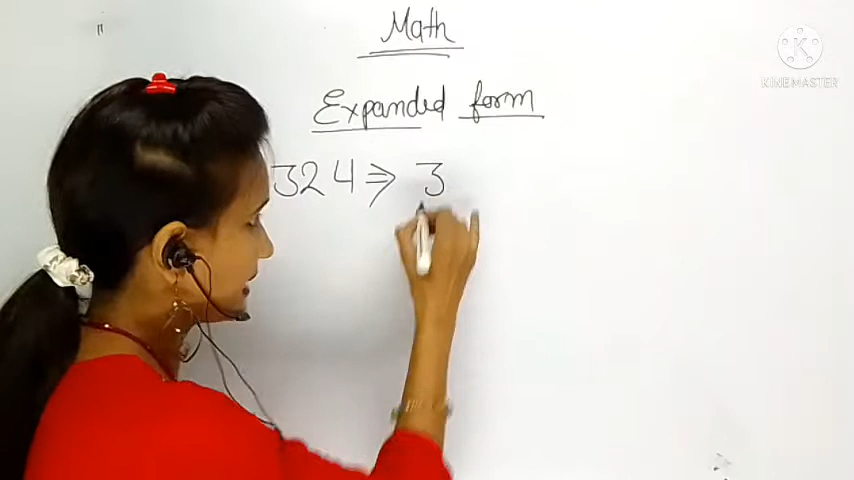 Math
Expanded form
324 ⇒ 3
KINEMASTER